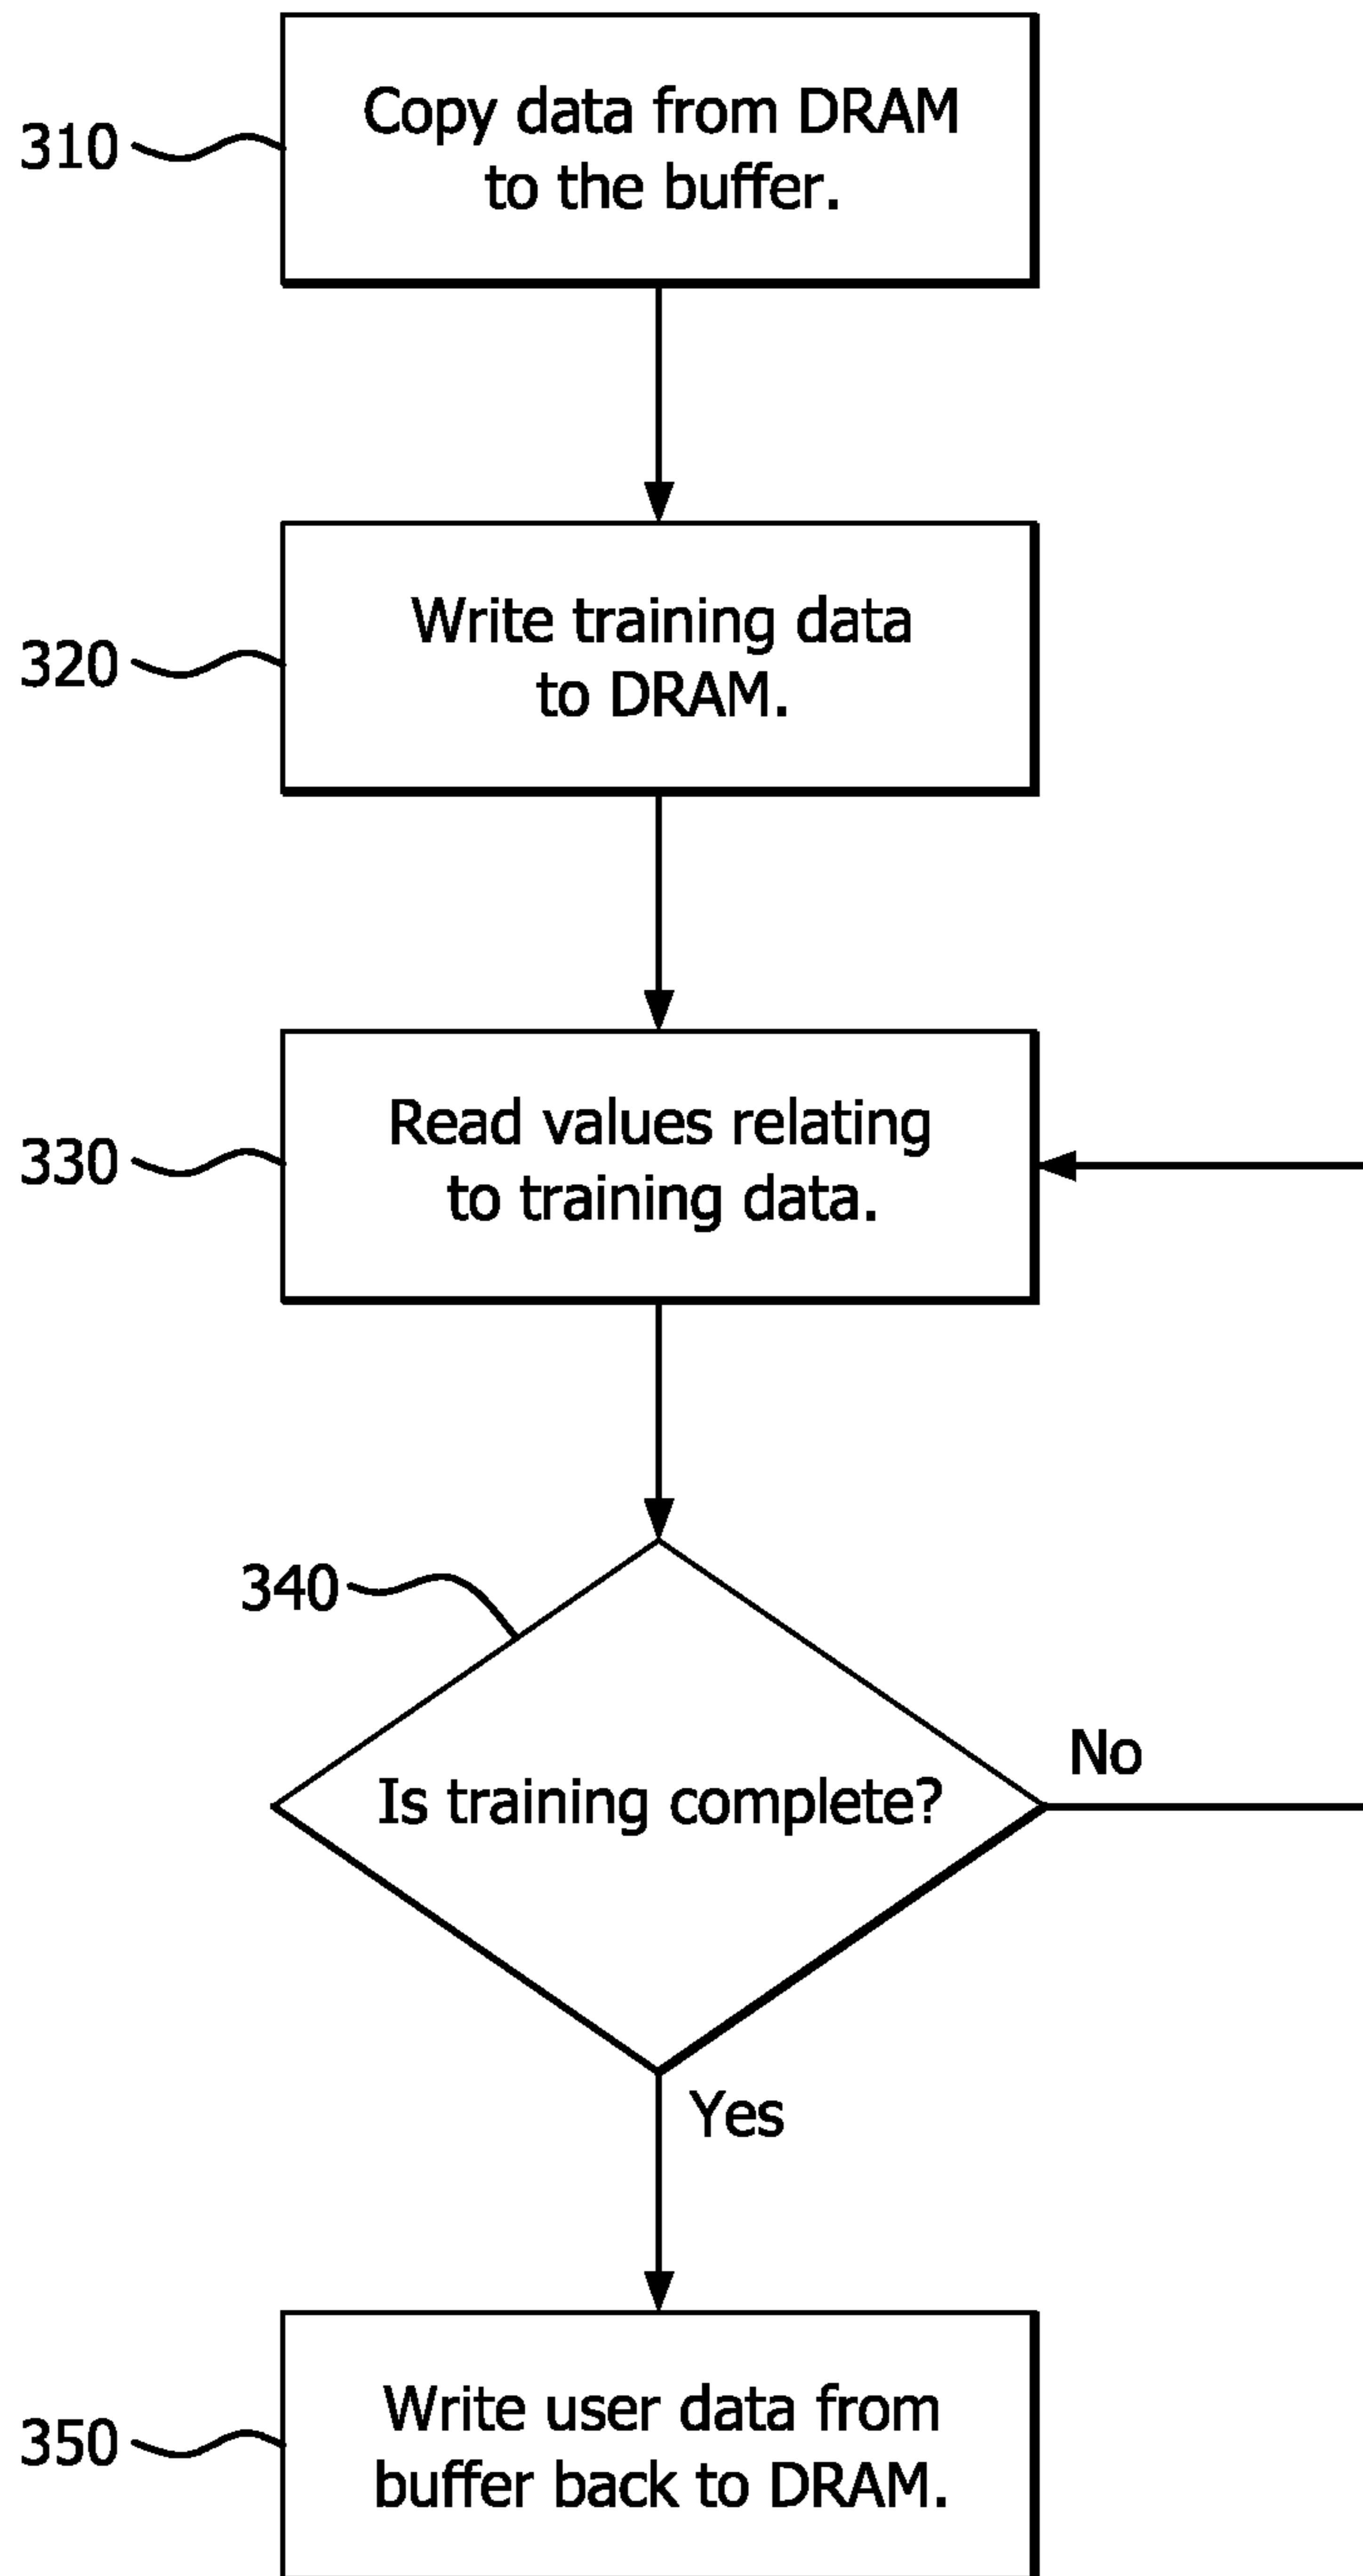 Copy data from DRAM
to the buffer.
310
Write training data
to DRAM.
320
Read values relating
to training data.
330
340
Is training complete?
No
Yes
Write user data from
buffer back to DRAM.
350